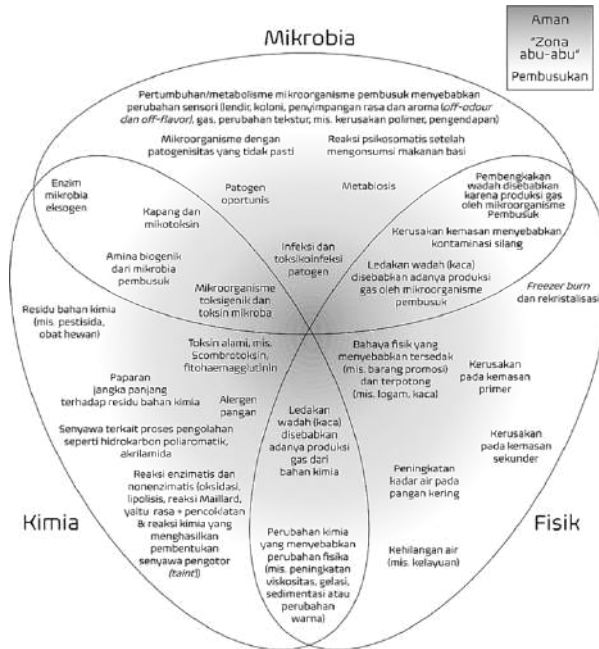 Aman
"Zona
abu-abu"
Pembusukan
Mikrobia
Pertumbuhan/metabolisme mikroorganisme pembusuk menyebabkan
perubahan sensori (lendir, koloni, penyimpangan rasa dan aroma (off-odour
dan off-flavor), gas, perubahan tekstur, mis. kerusakan polimer, pengendapan)
Mikroorganisme dengan
patogenisitas yang tidak pasti
Reaksi psikosomatis setelah
mengonsumsi makanan basi
Enzim
mikrobia
eksogen
Patogen
oportunis
Metabiosis
Pembengkakan
wadah disebabkan
karena produksi gas
oleh mikroorganisme
Pembusuk
Kapang dan
mikotoksin
Kerusakan kemasan menyebabkan
kontaminasi silang
Infeksi dan
toksikoinfeksi
patogen
Amina biogenik
dari mikrobia
pembusuk
Ledakan wadah (kaca)
disebabkan adanya produksi
gas oleh mikroorganisme
pembusuk
Mikroorganisme
toksigenik dan
toksin mikroba
Freezer burn
dan rekristalisasi
Residu bahan kimia
(mis. pestisida,
obat hewan)
Toksin alami, mis.
Scombrotoksin,
fitohaemagglutinin
Bahaya fisik yang
menyebabkan tersedak
(mis. barang promosi)
dan terpotong
(mis. logam, kaca)
Kerusakan
pada kemasan
primer
Paparan
jangka panjang
terhadap residu bahan kimia
Alergen
pangan
Ledakan
wadah (kaca)
disebabkan
adanya produksi
gas dari
bahan kimia
Senyawa terkait proses pengolahan
seperti hidrokarbon poliaromatik,
akrilamida
Kerusakan
pada kemasan
sekunder
Reaksi enzimatis dan
nonenzimatis (oksidasi,
lipolisis, reaksi Maillard,
yaitu rasa + pencoklatan
& reaksi kimia yang
menghasilkan
pembentukan
senyawa pengotor
(taint))
Peningkatan
kadar air pada
pangan kering
Kimia
Fisik
Perubahan kimia
yang menyebabkan
perubahan fisika
(mis. peningkatan
viskositas, gelasi,
sedimentasi atau
perubahan
warna)
Kehilangan air
(mis. kelayuan)